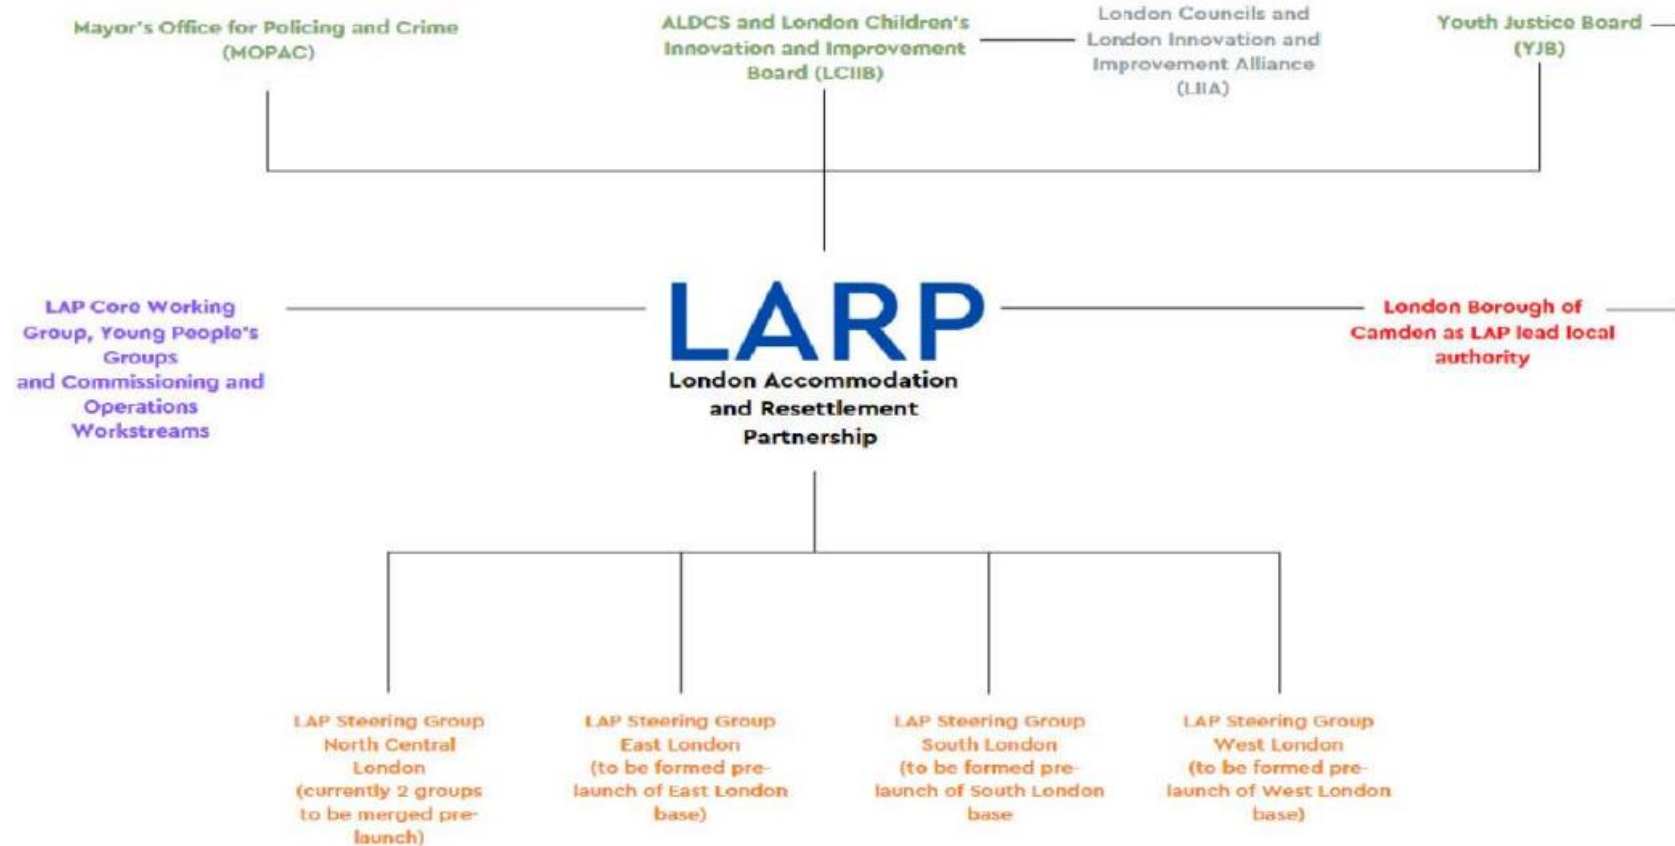 Mayor's Office for Policing and Crime
(MOPAC)
ALDCS and London Children's
Innovation and Improvement
Board (LCIIB)
London Councils and
London Innovation and
Improvement Alliance
(LIIA)
Youth Justice Board
(YJB)
LAP Core Working
Group, Young People's
Groups
and Commissioning and
Operations
Workstreams
LARP
London Accommodation
and Resettlement
Partnership
London Borough of
Camden as LAP lead local
authority
LAP Steering Group
North Central
London
(currently 2 groups
to be merged pre-
launch)
LAP Steering Group
East London
(to be formed pre-
launch of East London
base)
LAP Steering Group
South London
(to be formed pre-
launch of South London
base
LAP Steering Group
West London
(to be formed pre-
launch of West London
base)